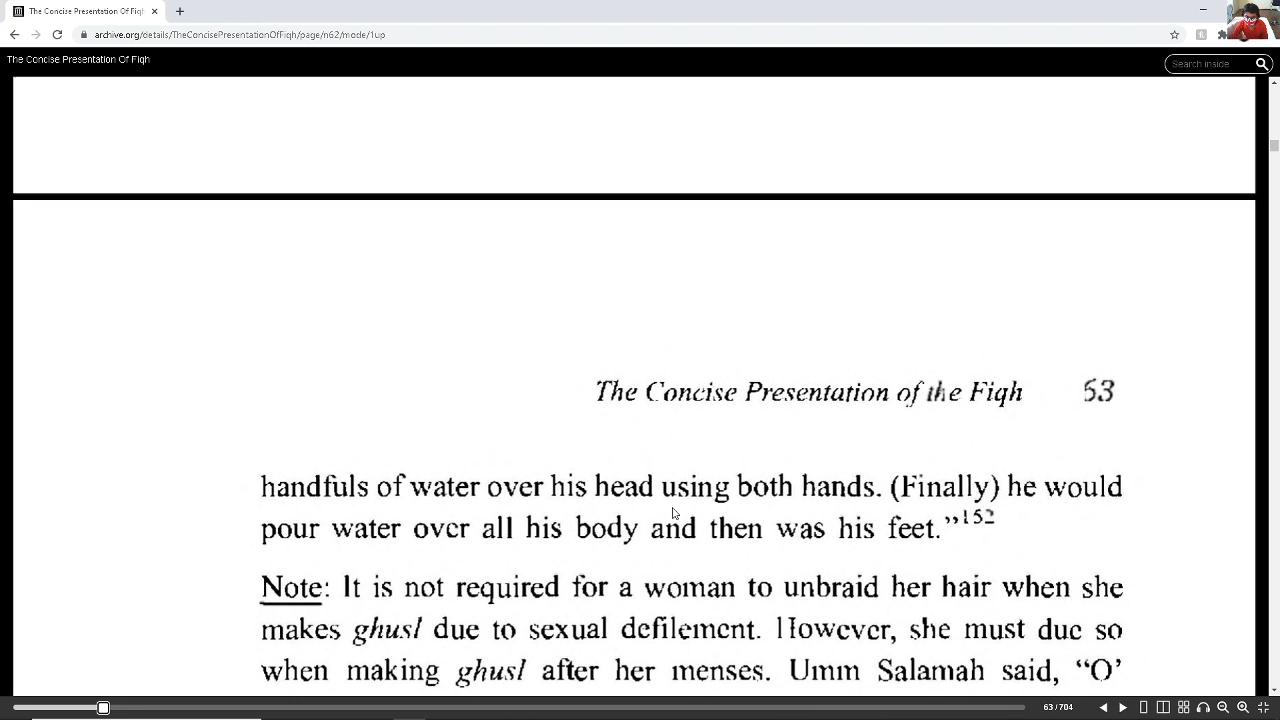 The Concise Presentation Of Fiqh
archive.org/details/TheConcisePresentationOfFiqh/page/n62/mode/1up
The Concise Presentation Of Fiqh
Search inside
The Concise Presentation of the Fiqh 63
handfuls of water over his head using both hands. (Finally) he would
pour water over all his body and then was his feet.”152
Note: It is not required for a woman to unbraid her hair when she
makes ghusl due to sexual defilement. However, she must due so
when making ghusl after her menses. Umm Salamah said, “O’
63 / 704